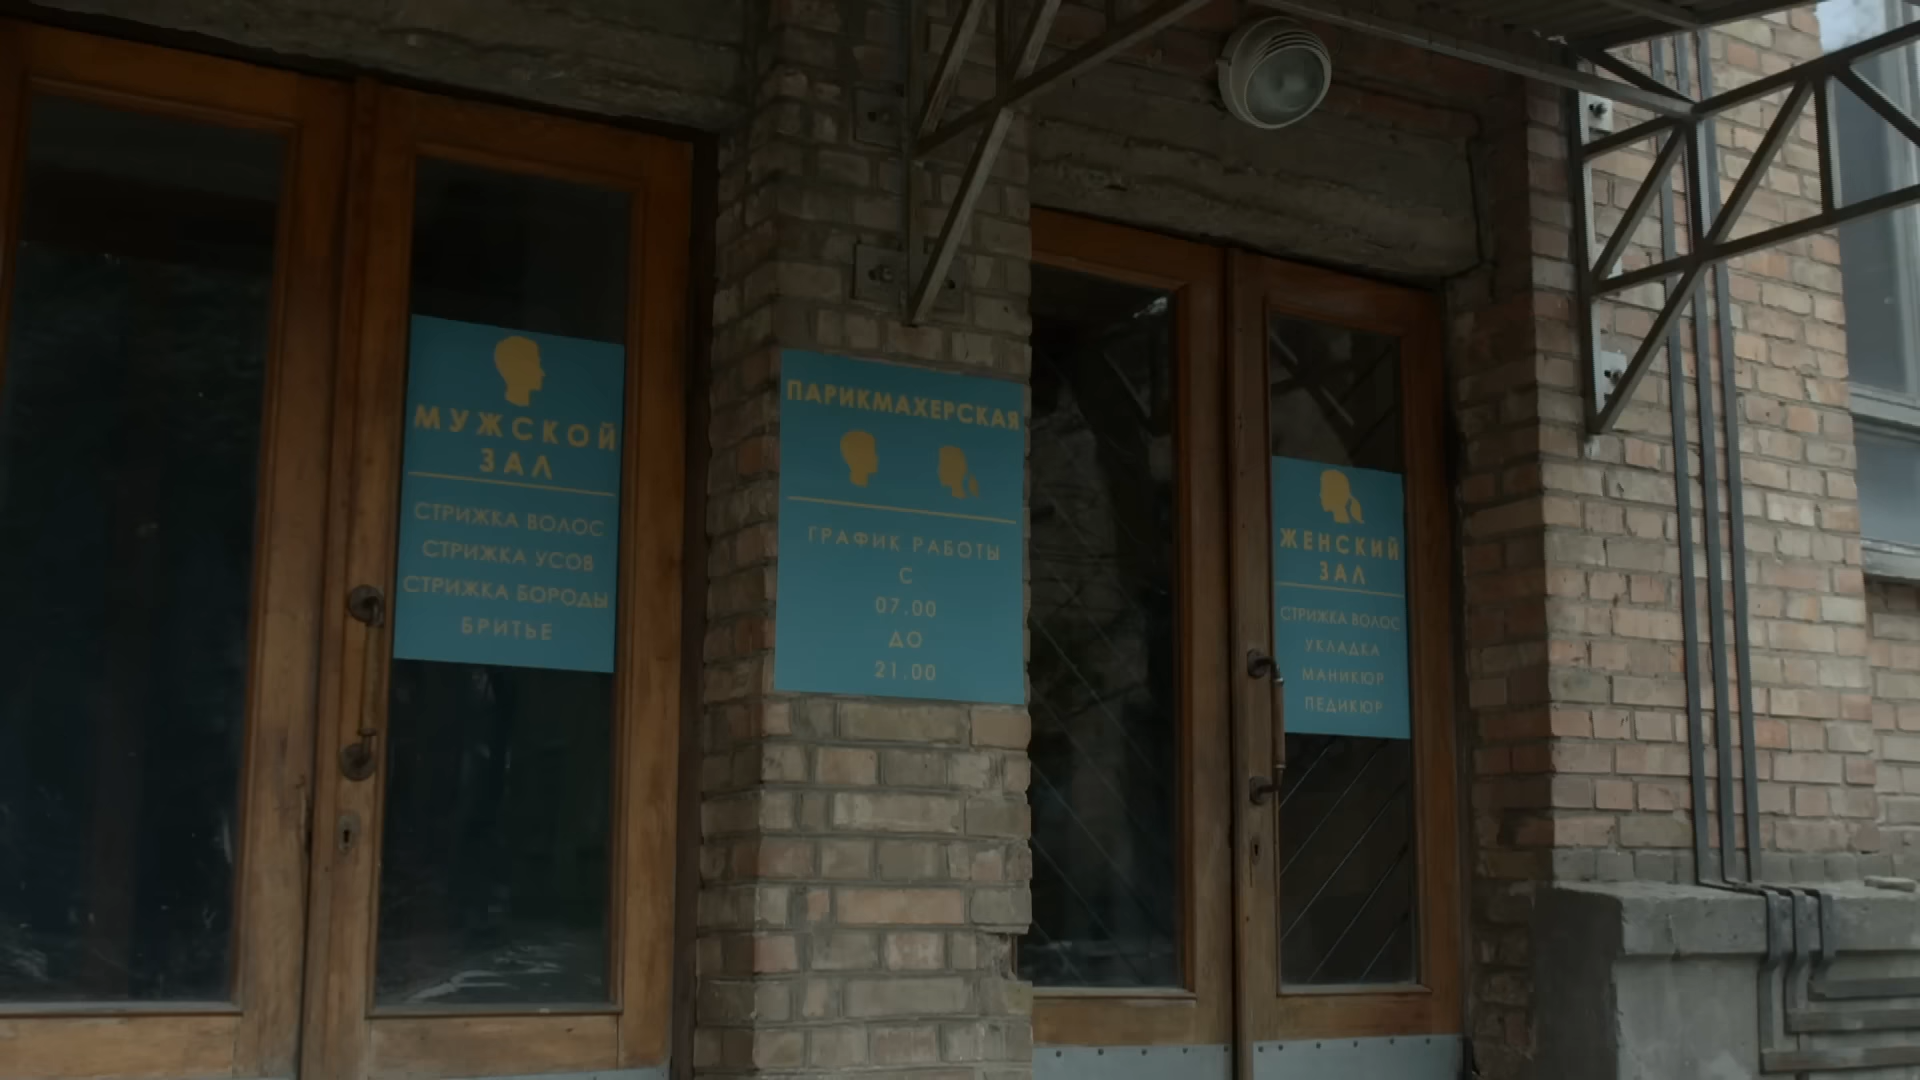 МУЖСКОЙ
ЗАЛ
СТРИЖКА ВОЛОС
СТРИЖКА УСОВ
СТРИЖКА БОРОДЫ
БРИТЬЕ
ПАРИКМАХЕРСКАЯ
ГРАФИК РАБОТЫ
С
07.00
ДО
21.00
ЖЕНСКИЙ
ЗАЛ
СТРИЖКА ВОЛОС
УКЛАДКА
МАНИКЮР
ПЕДИКЮР